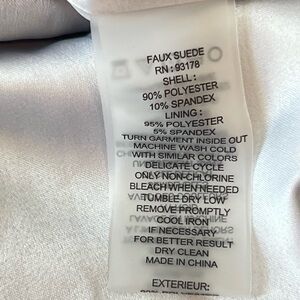 FAUX SUEDE
RN : 93178
SHELL :
90% POLYESTER
10% SPANDEX
LINING :
95% POLYESTER
5% SPANDEX
TURN GARMENT INSIDE OUT
MACHINE WASH COLD
WITH SIMILAR COLORS
DELICATE CYCLE
ONLY NON-CHLORINE
BLEACH WHEN NEEDED
TUMBLE DRY LOW
REMOVE PROMPTLY
COOL IRON
IF NECESSARY
FOR BETTER RESULT
DRY CLEAN
MADE IN CHINA
EXTERIEUR: